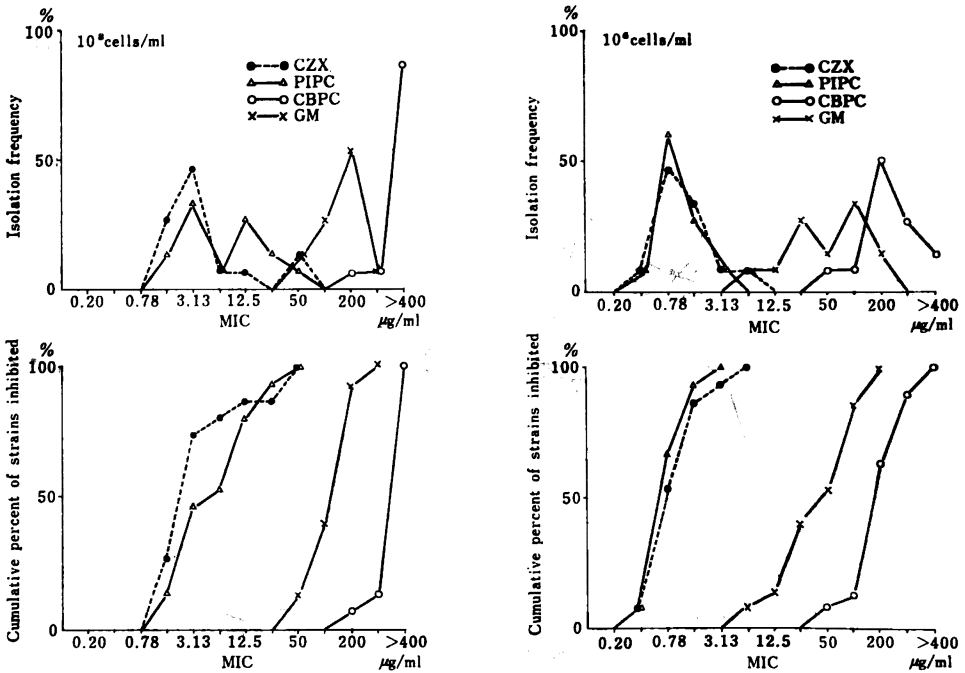 %
100
50
0
Isolation frequency
10⁸cells/ml
CZX
PIPC
CBPC
GM
0.20 0.78 3.13 12.5 50 200 >400
MIC μg/ml
%
100
50
0
Isolation frequency
10⁶cells/ml
CZX
PIPC
CBPC
GM
0.20 0.78 3.13 12.5 50 200 >400
MIC μg/ml
%
100
50
0
Cumulative percent of strains inhibited
0.20 0.78 3.13 12.5 50 200 >400
MIC μg/ml
%
100
50
0
Cumulative percent of strains inhibited
0.20 0.78 3.13 12.5 50 200 >400
MIC μg/ml